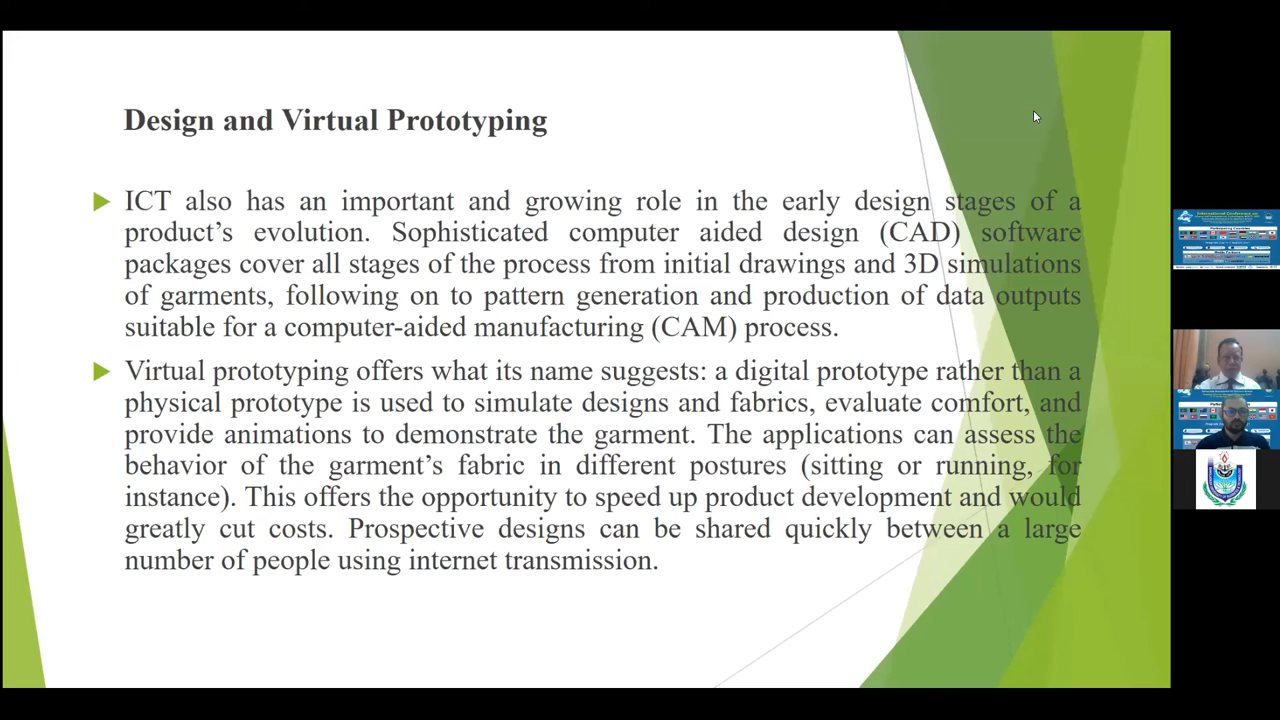 Design and Virtual Prototyping
ICT also has an important and growing role in the early design stages of a
product's evolution. Sophisticated computer aided design (CAD) software
packages cover all stages of the process from initial drawings and 3D simulations
of garments, following on to pattern generation and production of data outputs
suitable for a computer-aided manufacturing (CAM) process.
Virtual prototyping offers what its name suggests: a digital prototype rather than a
physical prototype is used to simulate designs and fabrics, evaluate comfort, and
provide animations to demonstrate the garment. The applications can assess the
behavior of the garment's fabric in different postures (sitting or running, for
instance). This offers the opportunity to speed up product development and would
greatly cut costs. Prospective designs can be shared quickly between a large
number of people using internet transmission.
International Conference on